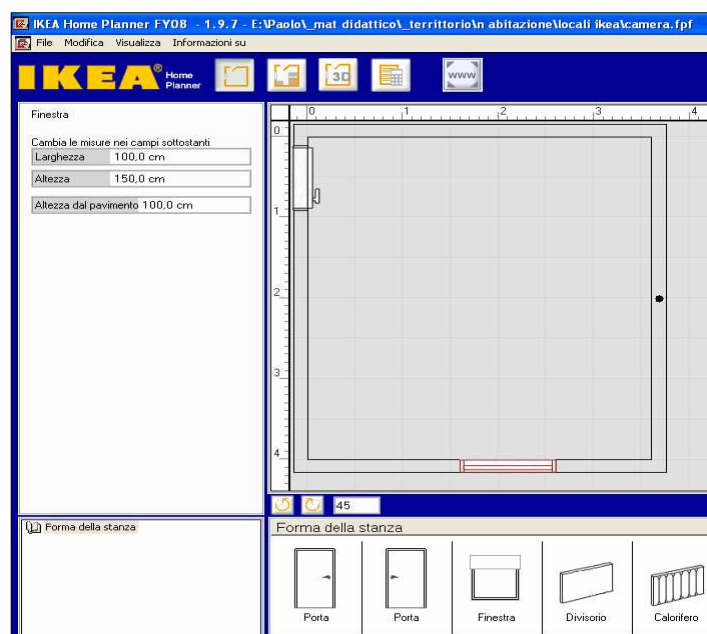 IKEA Home Planner FY08 - 1.9.7 - E:\Paolo\_mat didattico\_territtorio\n abitazione\locali ikea\camera.fpf
File Modifica Visualizza Informazioni su
IKEA® Home Planner
3D
www
Finestra
Cambia le misure nei campi sottostanti
Larghezza 100,0 cm
Altezza 150,0 cm
Altezza dal pavimento 100,0 cm
0 1 2 3 4
0
1
2
3
4
45
Forma della stanza
Forma della stanza
Porta Porta Finestra Divisorio Calorifero